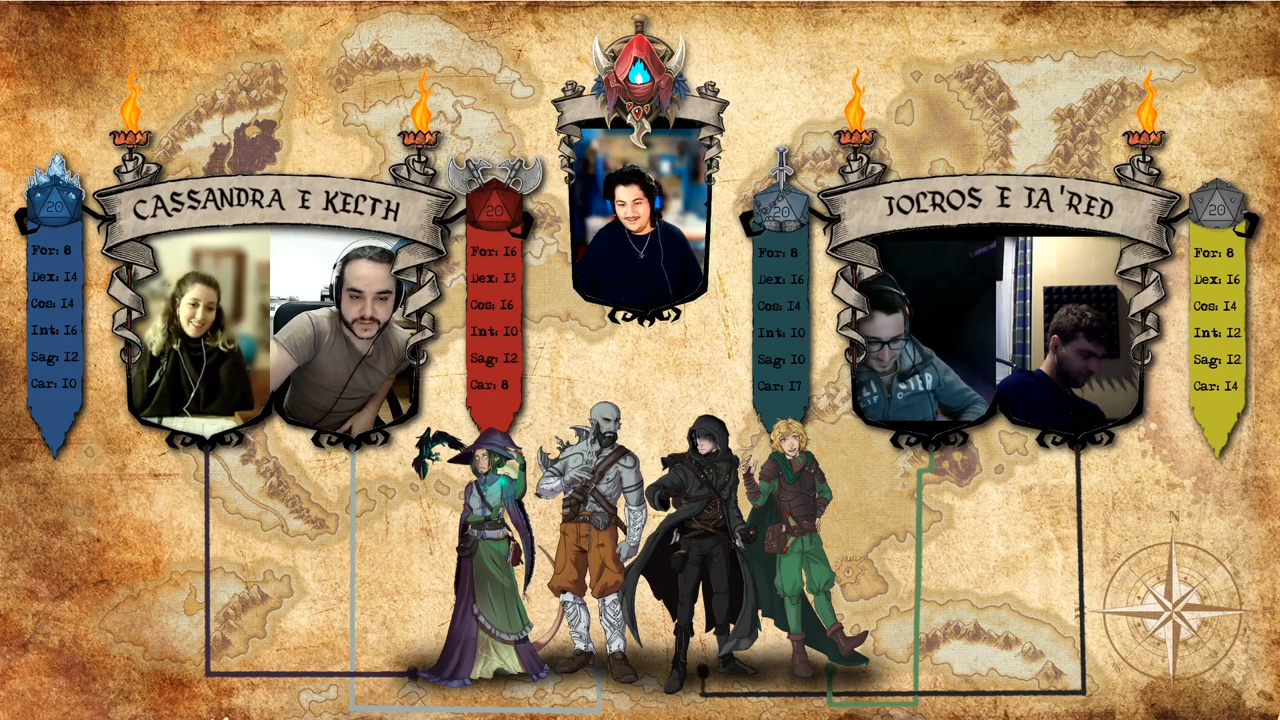 CASSANDRA E KELTH
JOLROS E JA'RED
20
For: 8
Dex: 14
Cos: 14
Int: 16
Sag: 12
Car: 10
20
For: 16
Dex: 13
Cos: 16
Int: 10
Sag: 12
Car: 8
20
For: 8
Dex: 16
Cos: 14
Int: 10
Sag: 10
Car: 17
20
For: 8
Dex: 16
Cos: 14
Int: 12
Sag: 12
Car: 14
N